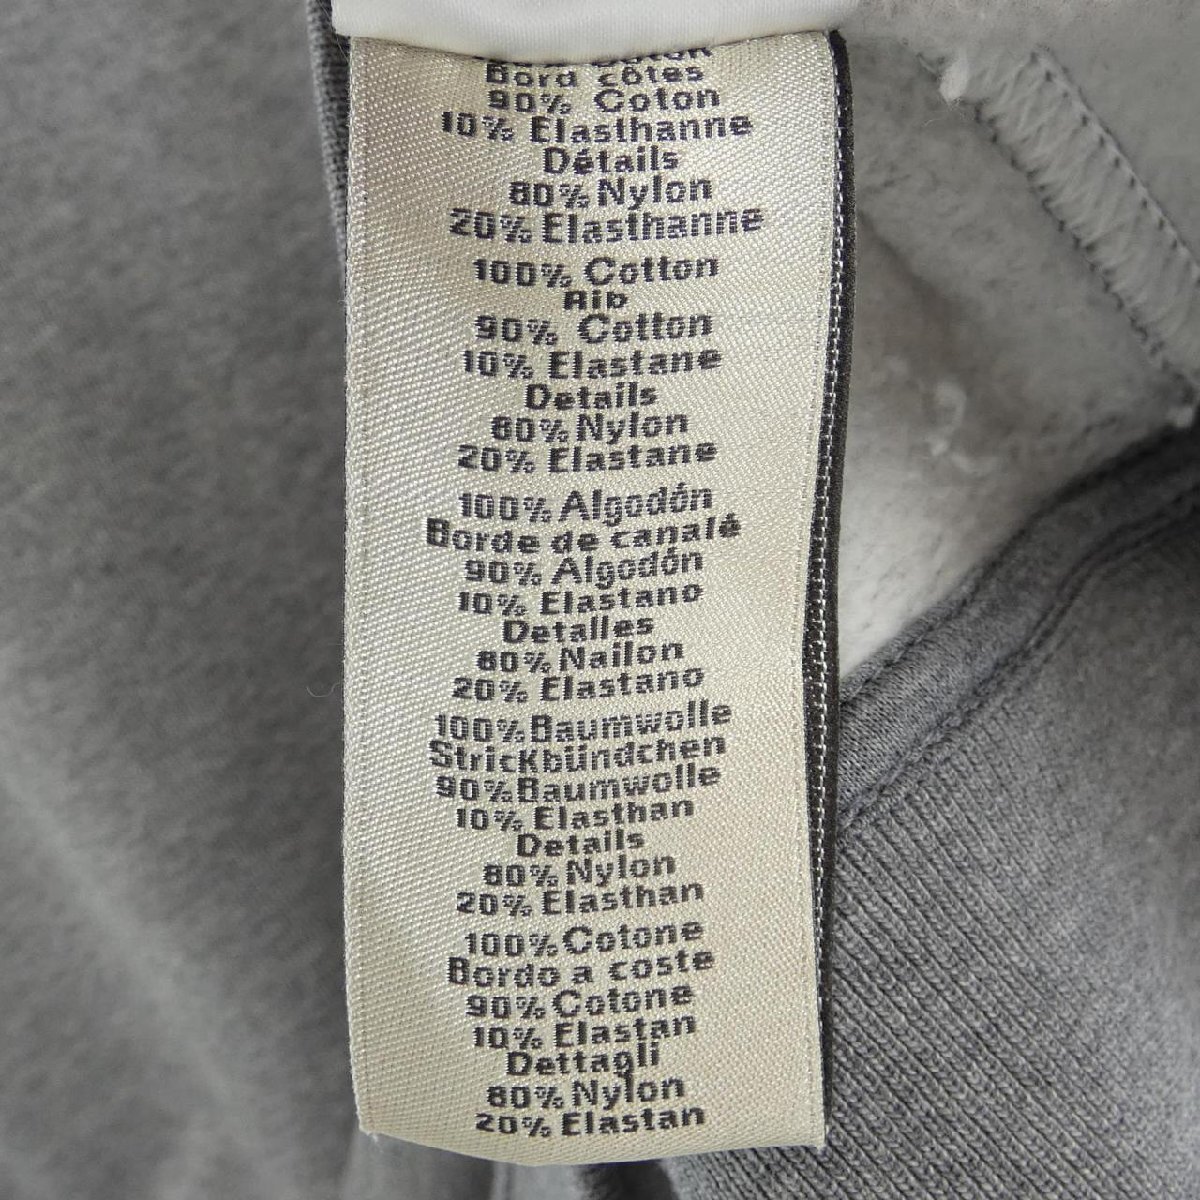 Bord côtes
90% Coton
10% Elasthanne
Détails
80% Nylon
20% Elasthanne
100% Cotton
Rib
90% Cotton
10% Elastane
Details
80% Nylon
20% Elastane
100% Algodón
Borde de canalé
90% Algodón
10% Elastano
Detalles
80% Nailon
20% Elastano
100% Baumwolle
Strickbündchen
90% Baumwolle
10% Elasthan
Details
80% Nylon
20% Elasthan
100% Cotone
Bordo a coste
90% Cotone
10% Elastan
Dettagli
80% Nylon
20% Elastan